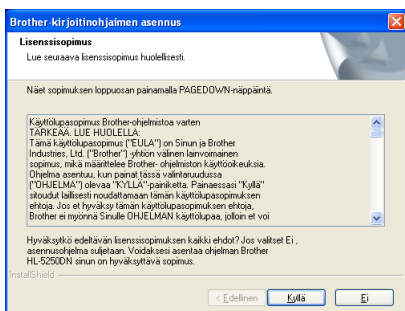 Brother-kirjoitinohjaimen asennus
Lisenssisopimus
Lue seuraava lisenssisopimus huolellisesti.
Näet sopimuksen loppuosan painamalla PAGEDOWN-näppäintä.
Käyttölupasopimus Brother-ohjelmistoa varten
TÄRKEÄÄ. LUE HUOLELLA:
Tämä käyttölupasopimus ("EULA") on Sinun ja Brother
Industries, Ltd. ("Brother") -yhtiön välinen lainvoimainen
sopimus, mikä määrittelee Brother- ohjelmiston käyttöoikeuksia.
Ohjelma asentuu, kun painat tässä valintaruudussa
("OHJELMA") olevaa "KYLLÄ"-painiketta. Painaessasi "Kyllä"
sitoudut laillisesti noudattamaan tämän käyttölupasopimuksen
ehtoja. Jos et hyväksy tämän käyttölupasopimuksen ehtoja,
Brother ei myönnä Sinulle OHJELMAN käyttölupaa, jolloin et voi
Hyväksytkö edeltävän lisenssisopimuksen kaikki ehdot? Jos valitset Ei ,
asennusohjelma suljetaan. Voidaksesi asentaa ohjelman Brother
HL-5250DN sinun on hyväksyttävä sopimus.
InstallShield
< Edellinen Kyllä Ei